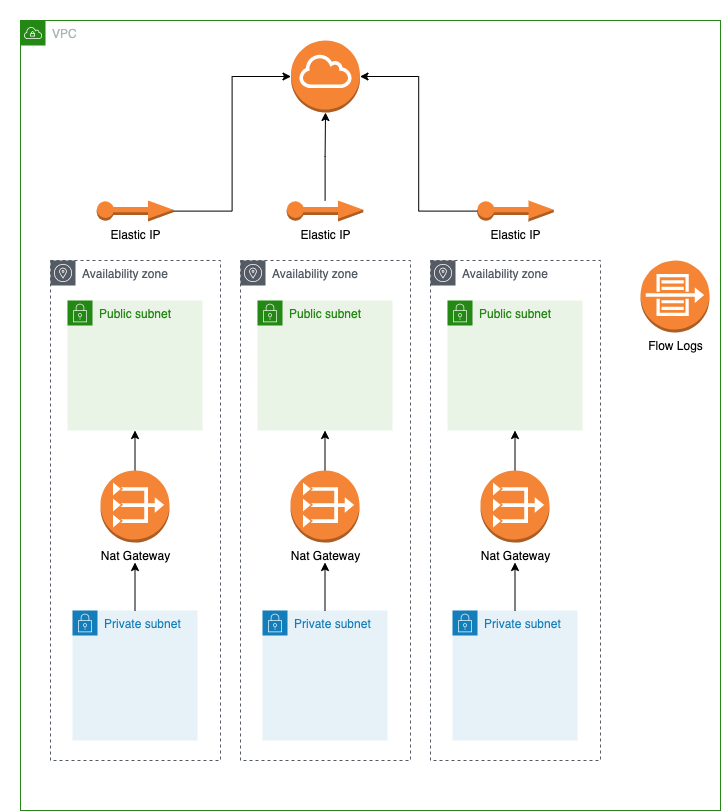 VPC
Elastic IP
Elastic IP
Elastic IP
Availability zone
Availability zone
Availability zone
Public subnet
Public subnet
Public subnet
Flow Logs
Nat Gateway
Nat Gateway
Nat Gateway
Private subnet
Private subnet
Private subnet